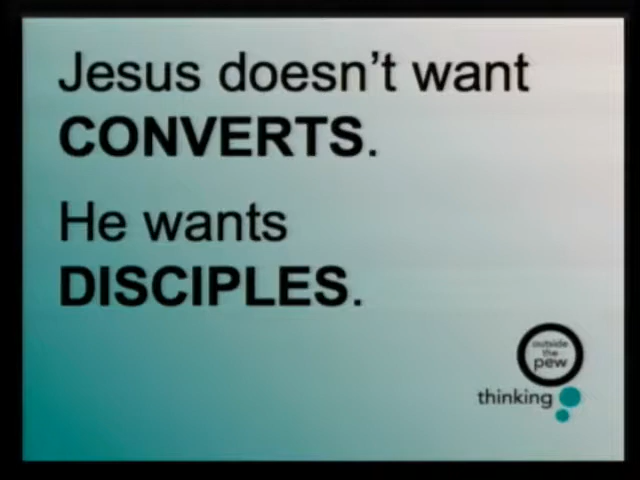 Jesus doesn't want
CONVERTS.
He wants
DISCIPLES.
outside
the
pew
thinking